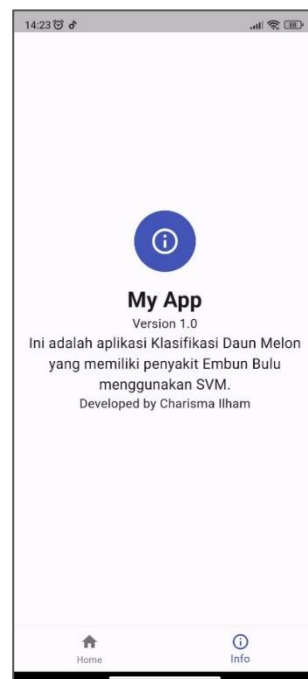 14:23
My App
Version 1.0
Ini adalah aplikasi Klasifikasi Daun Melon
yang memiliki penyakit Embun Bulu
menggunakan SVM.
Developed by Charisma Ilham
Home
Info